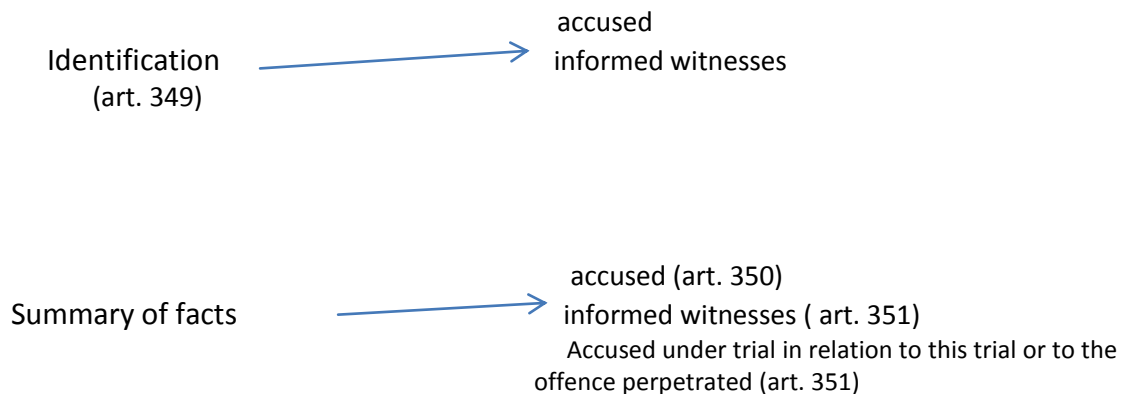 accused
Identification
informed witnesses
(art. 349)
accused (art. 350)
Summary of facts
informed witnesses ( art. 351)
Accused under trial in relation to this trial or to the
offence perpetrated (art. 351)